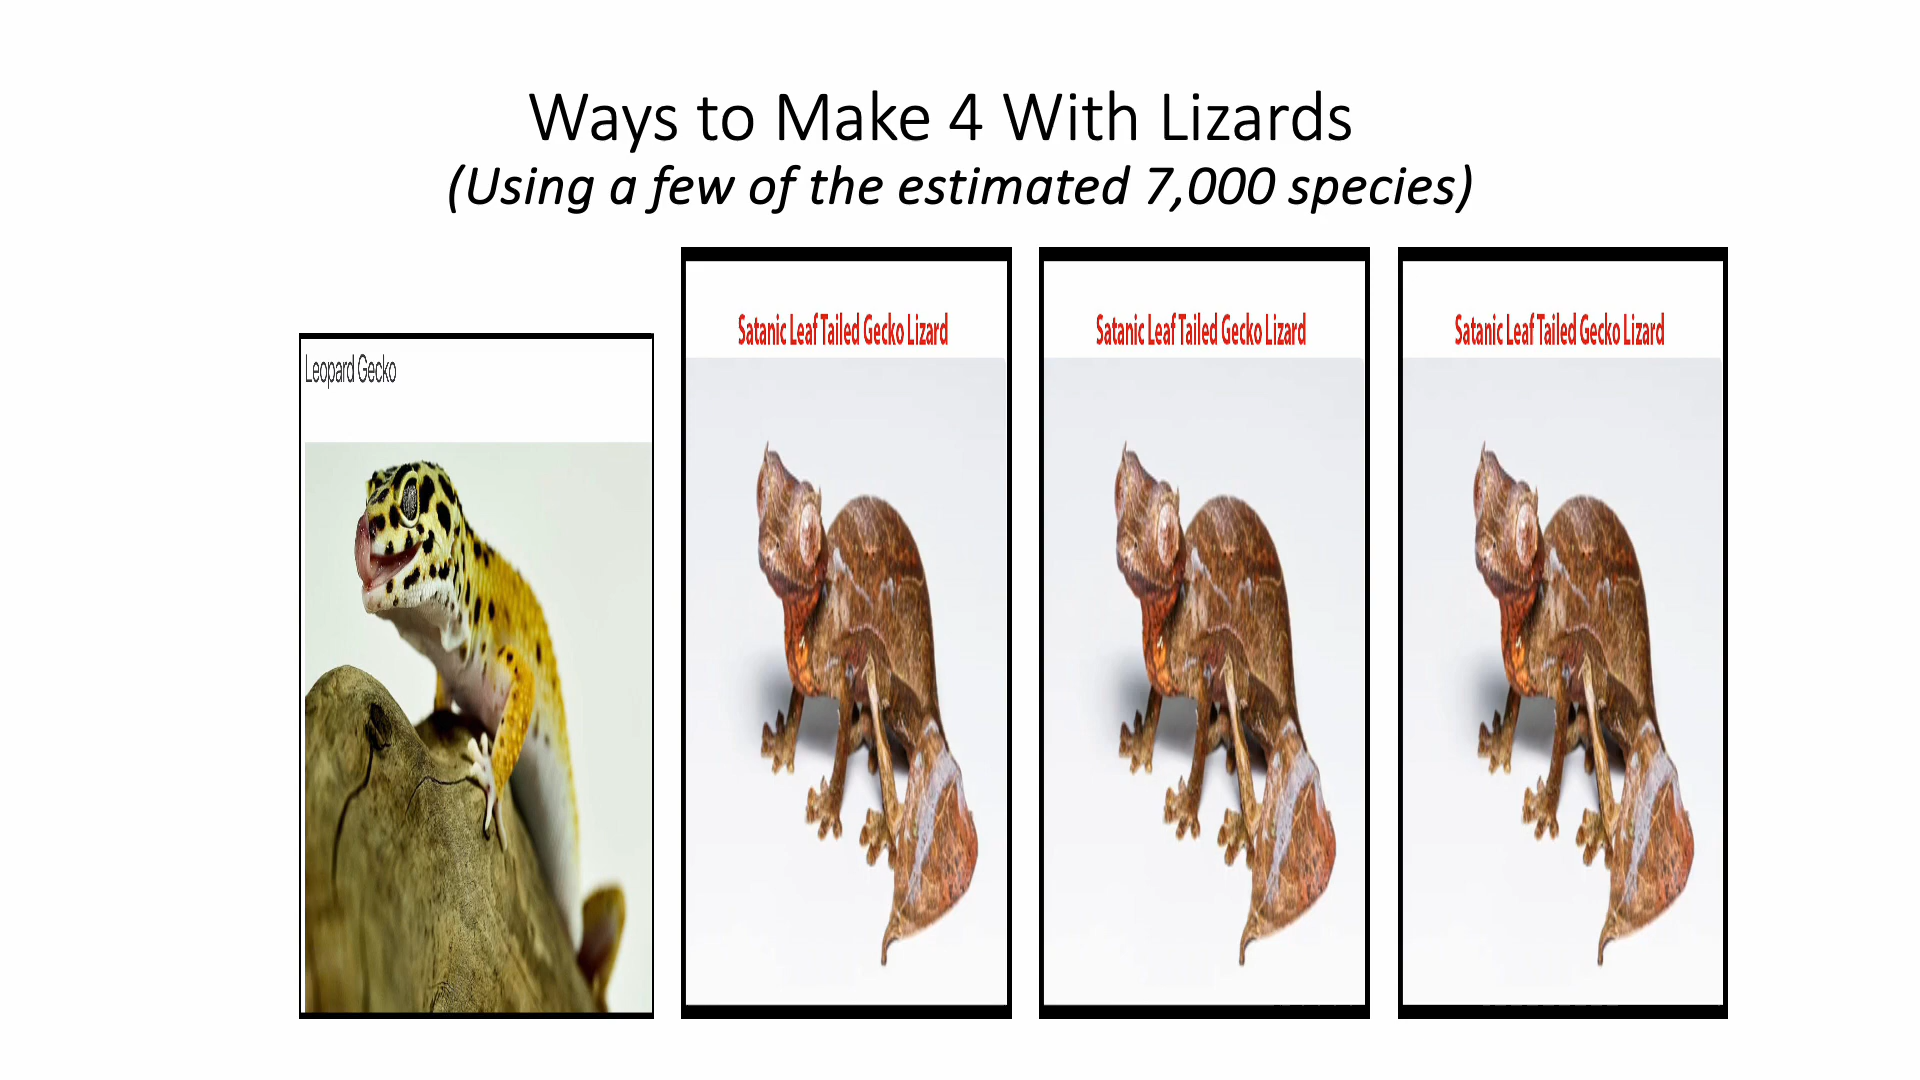 Ways to Make 4 With Lizards
(Using a few of the estimated 7,000 species)
Leopard Gecko
Satanic Leaf Tailed Gecko Lizard
Satanic Leaf Tailed Gecko Lizard
Satanic Leaf Tailed Gecko Lizard